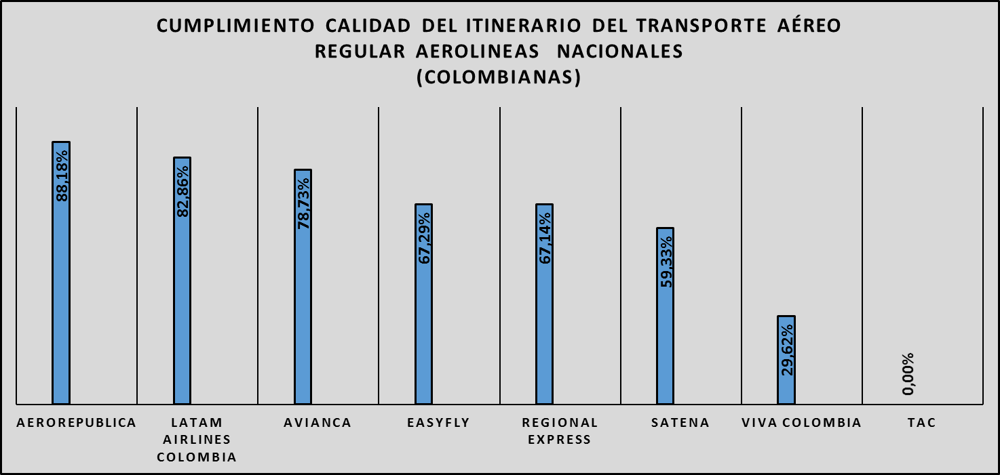 CUMPLIMIENTO CALIDAD DEL ITINERARIO DEL TRANSPORTE AÉREO
REGULAR AEROLINEAS NACIONALES
(COLOMBIANAS)
88,18%
82,86%
78,73%
67,29%
67,14%
59,33%
29,62%
0,00%
AEROREPUBLICA
LATAM
AIRLINES
COLOMBIA
AVIANCA
EASYFLY
REGIONAL
EXPRESS
SATENA
VIVA COLOMBIA
TAC